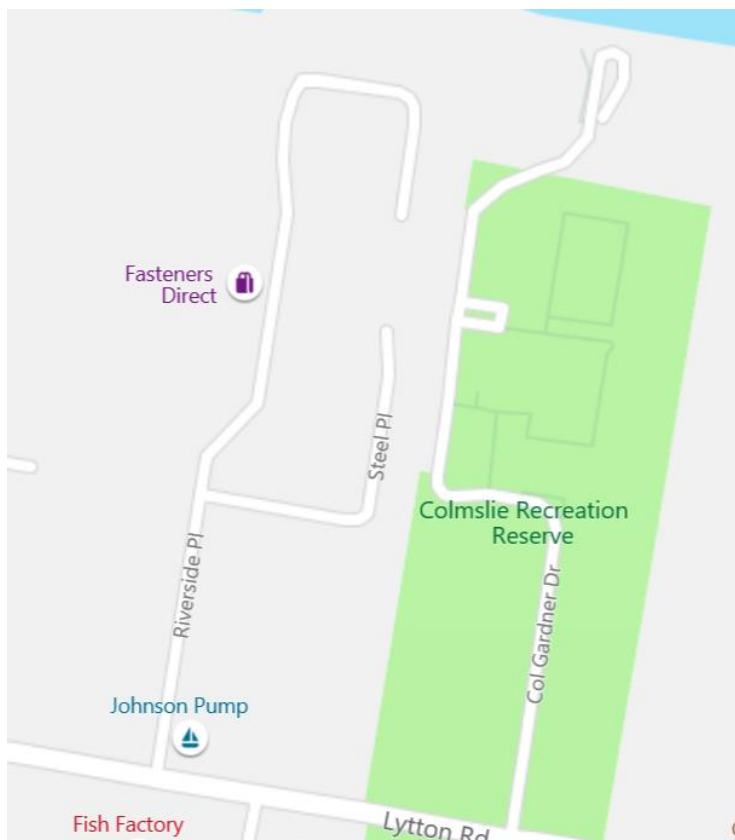 Fasteners
Direct
Steel Pl
Colmslie Recreation
Reserve
Riverside Pl
Col Gardner Dr
Johnson Pump
Lytton Rd
Fish Factory